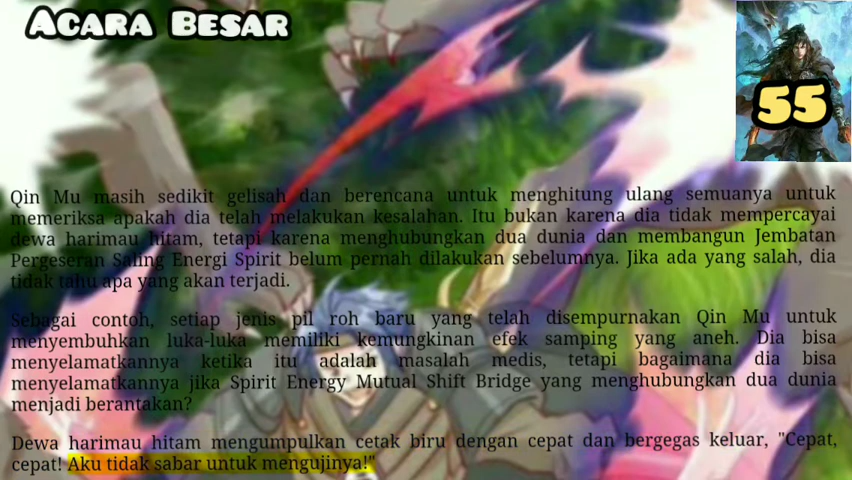 Acara Besar
55
Qin Mu masih sedikit gelisah dan berencana untuk menghitung ulang semuanya untuk
memeriksa apakah dia telah melakukan kesalahan. Itu bukan karena dia tidak mempercayai
dewa harimau hitam, tetapi karena menghubungkan dua dunia dan membangun Jembatan
Pergeseran Saling Energi Spirit belum pernah dilakukan sebelumnya. Jika ada yang salah, dia
tidak tahu apa yang akan terjadi.
Sebagai contoh, setiap jenis pil roh baru yang telah disempurnakan Qin Mu untuk
menyembuhkan luka-luka memiliki kemungkinan efek samping yang aneh. Dia bisa
menyelamatkannya ketika itu adalah masalah medis, tetapi bagaimana dia bisa
menyelamatkannya jika Spirit Energy Mutual Shift Bridge yang menghubungkan dua dunia
menjadi berantakan?
Dewa harimau hitam mengumpulkan cetak biru dengan cepat dan bergegas keluar, "Cepat,
cepat! Aku tidak sabar untuk mengujinya!"